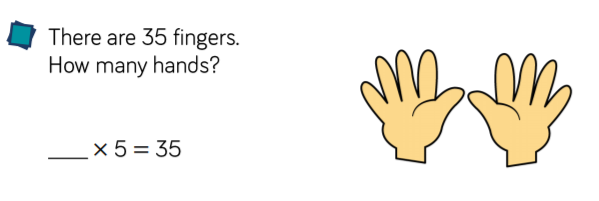 There are 35 fingers.
How many hands?
___ × 5 = 35